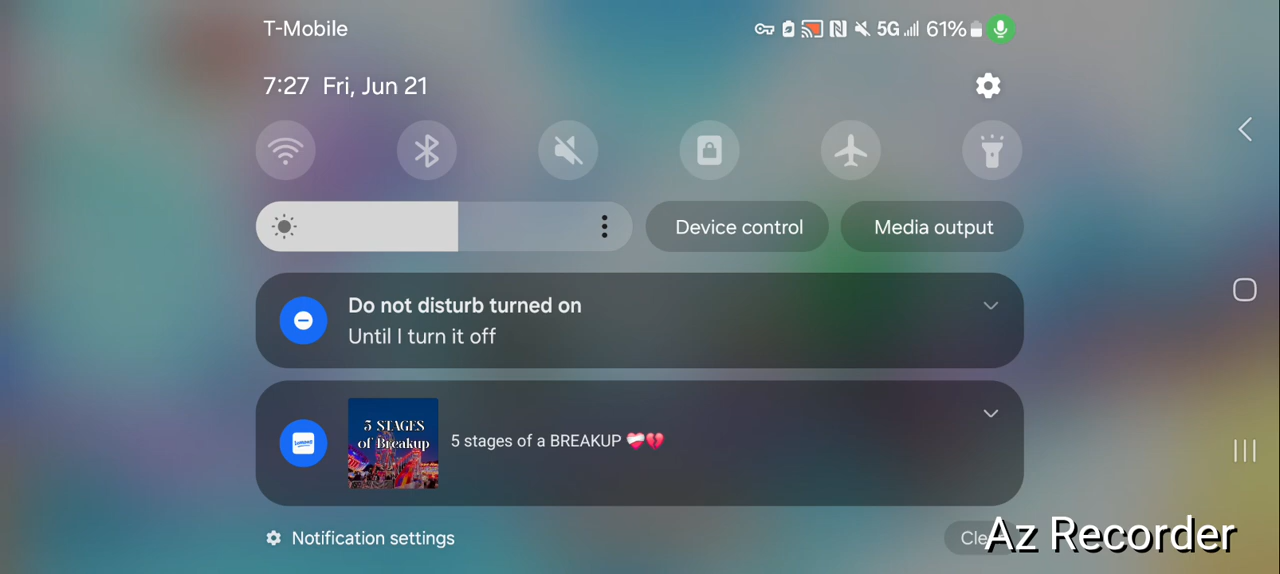 T-Mobile
5G 61%
7:27 Fri, Jun 21
Device control
Media output
Do not disturb turned on
Until I turn it off
5 STAGES
of Breakup
5 stages of a BREAKUP ❤️‍🩹💔
Notification settings
Az Recorder